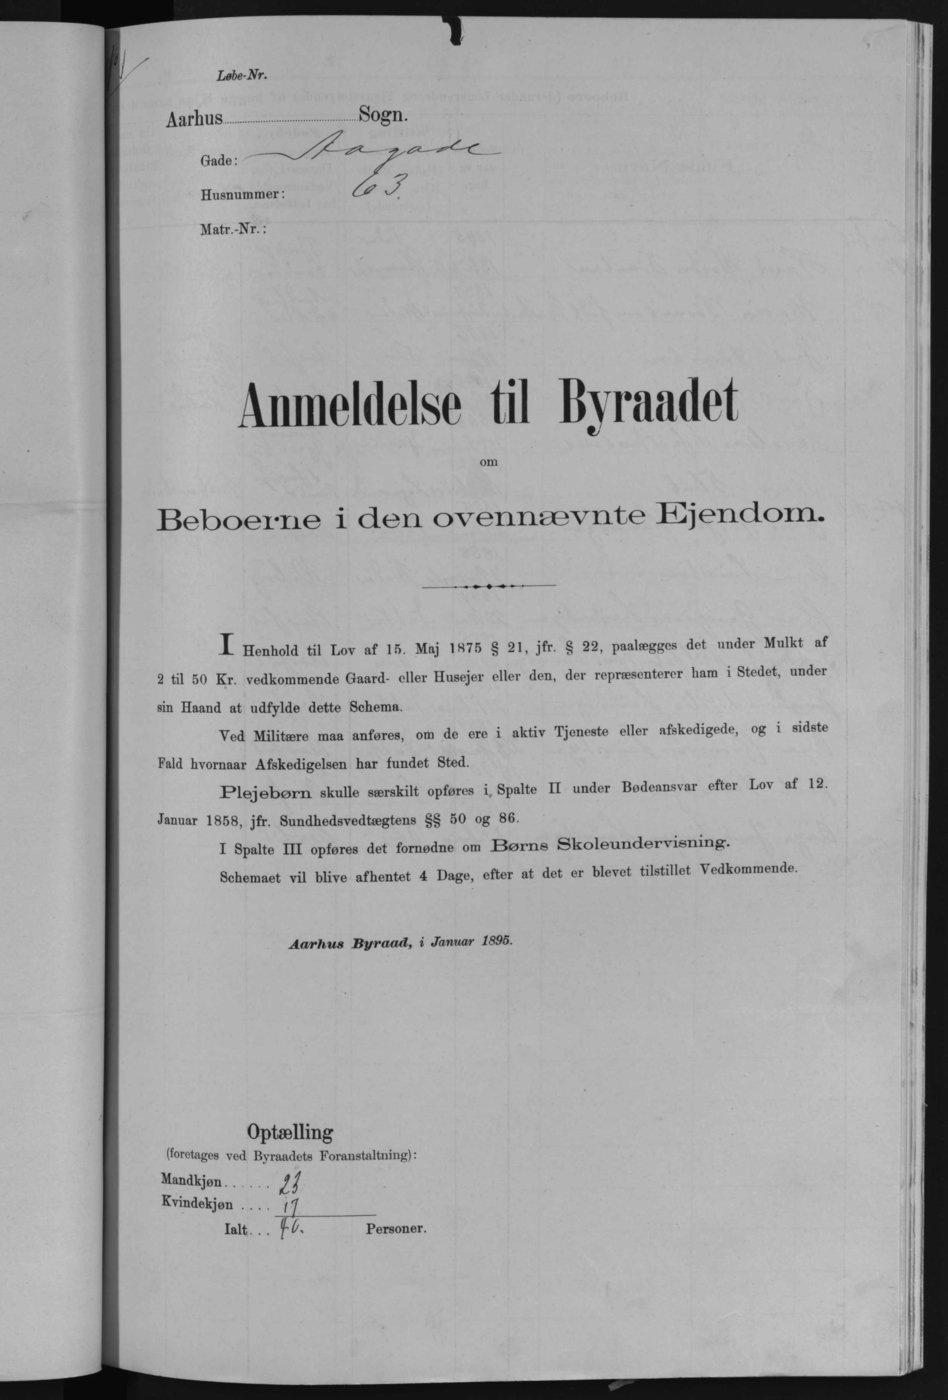 Løbe-Nr.
Aarhus Sogn.
Gade: Aagade
Husnummer: 63.
Matr.-Nr.:
Anmeldelse til Byraadet
om
Beboerne i den ovennævnte Ejendom.
I Henhold til Lov af 15. Maj 1875 § 21, jfr. § 22, paalægges det under Mulkt af
2 til 50 Kr. vedkommende Gaard- eller Husejer eller den, der repræsenterer ham i Stedet, under
sin Haand at udfylde dette Schema.
Ved Militære maa anføres, om de ere i aktiv Tjeneste eller afskedigede, og i sidste
Fald hvornaar Afskedigelsen har fundet Sted.
Plejebørn skulle særskilt opføres i Spalte II under Bødeansvar efter Lov af 12.
Januar 1858, jfr. Sundhedsvedtægtens §§ 50 og 86.
I Spalte III opføres det fornødne om Børns Skoleundervisning.
Schemaet vil blive afhentet 4 Dage, efter at det er blevet tilstillet Vedkommende.
Aarhus Byraad, i Januar 1895.
Optælling
(foretages ved Byraadets Foranstaltning):
Mandkjøn...... 23
Kvindekjøn .... 17
Ialt... 40. Personer.